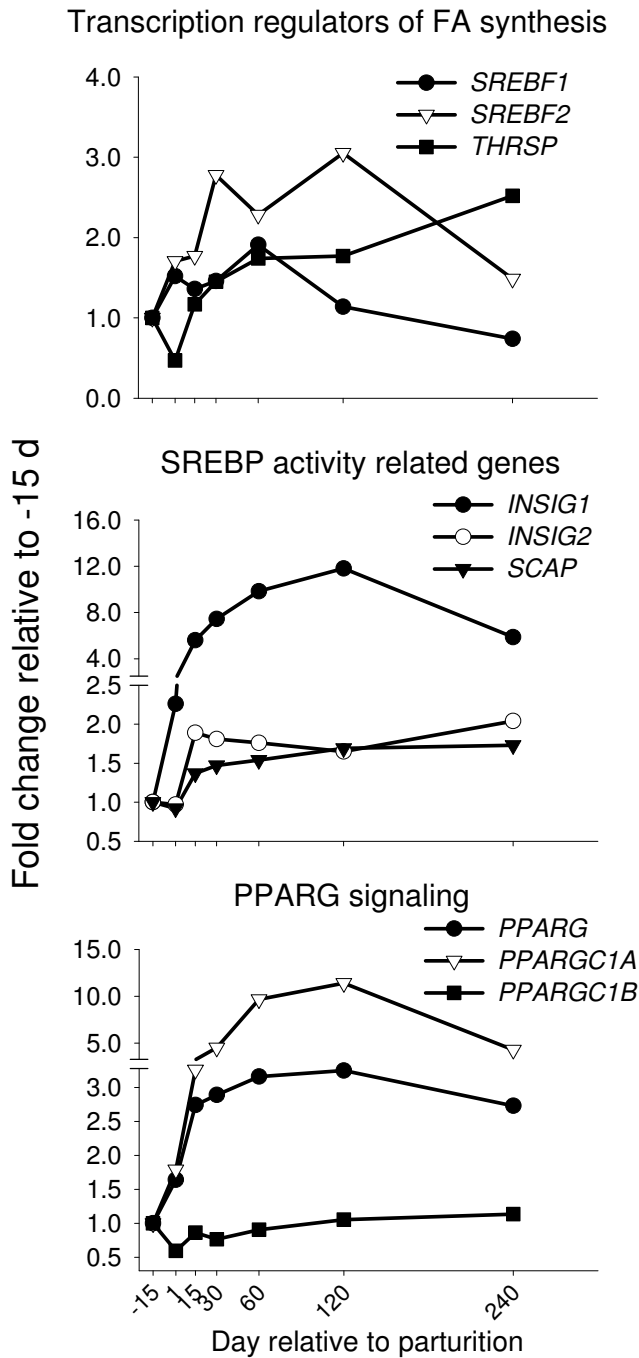 Transcription regulators of FA synthesis
4.0
3.0
2.0
1.0
0.0
SREBF1
SREBF2
THRSP
Fold change relative to -15 d
SREBP activity related genes
16.0
12.0
8.0
4.0
2.5
2.0
1.5
1.0
0.5
INSIG1
INSIG2
SCAP
PPARG signaling
15.0
10.0
5.0
3.0
2.5
2.0
1.5
1.0
0.5
PPARG
PPARGC1A
PPARGC1B
-15
1
15
30
60
120
240
Day relative to parturition